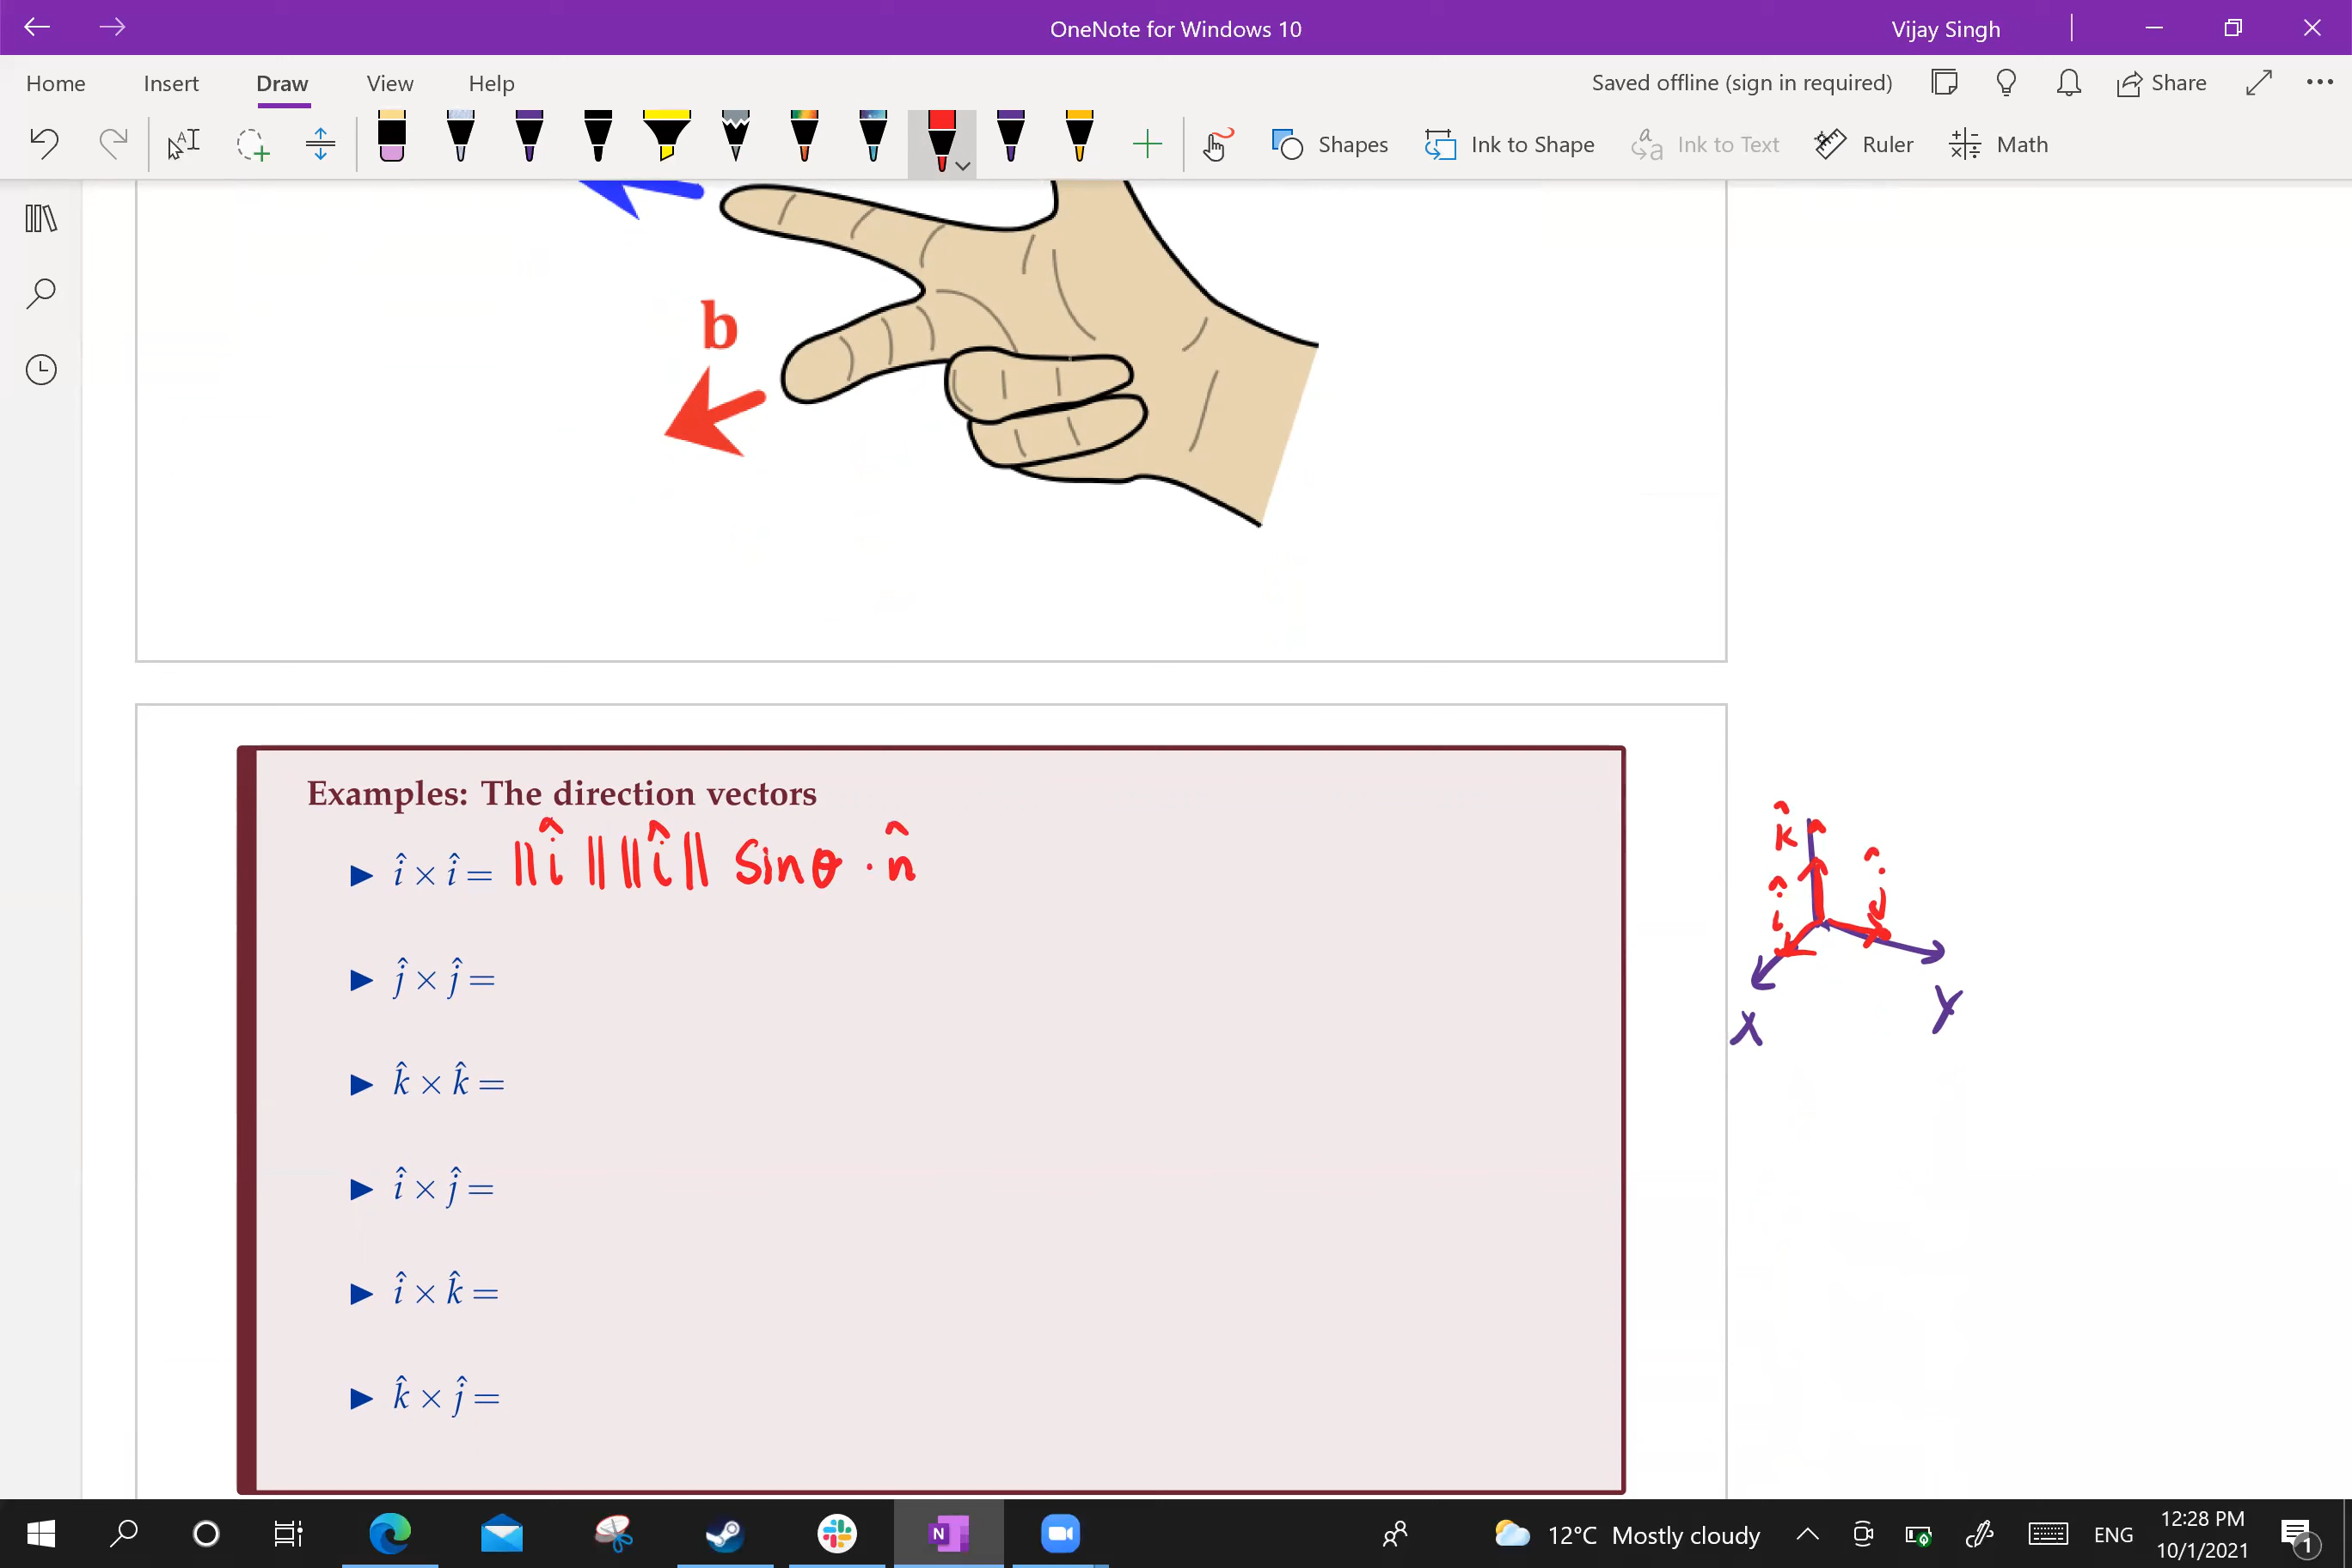 OneNote for Windows 10
Vijay Singh
Home Insert Draw View Help
Saved offline (sign in required) Share
Shapes Ink to Shape Ink to Text Ruler Math
b
Examples: The direction vectors
▶ î × î = ||î|| ||î|| Sinθ · n̂
▶ ĵ × ĵ =
▶ k̂ × k̂ =
▶ î × ĵ =
▶ î × k̂ =
▶ k̂ × ĵ =
k̂
ĵ
î
X
Y
12°C Mostly cloudy
ENG
12:28 PM
10/1/2021
1